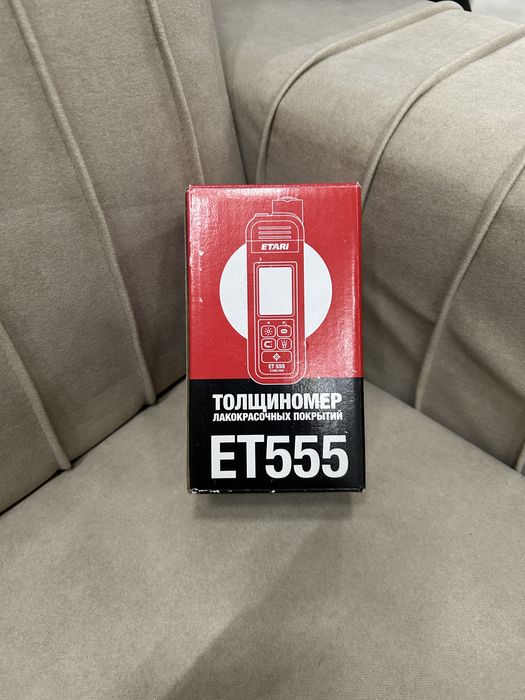 ETARI
ET 555
ТОЛЩИНОМЕР
ЛАКОКРАСОЧНЫХ ПОКРЫТИЙ
ET555